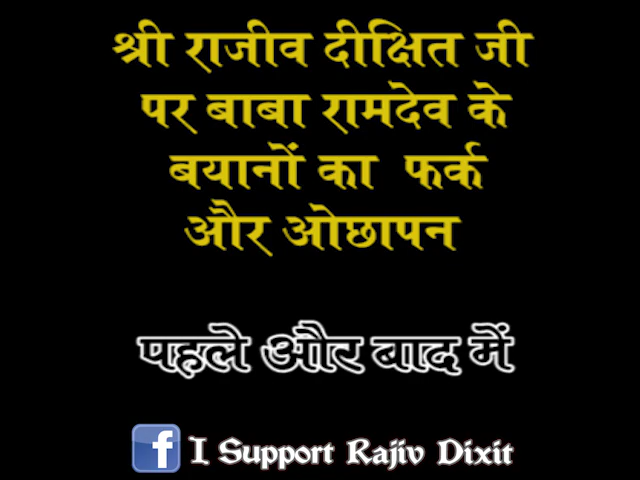 श्री राजीव दीक्षित जी
पर बाबा रामदेव के
बयानों का फर्क
और ओछापन
पहले और बाद में
f I Support Rajiv Dixit